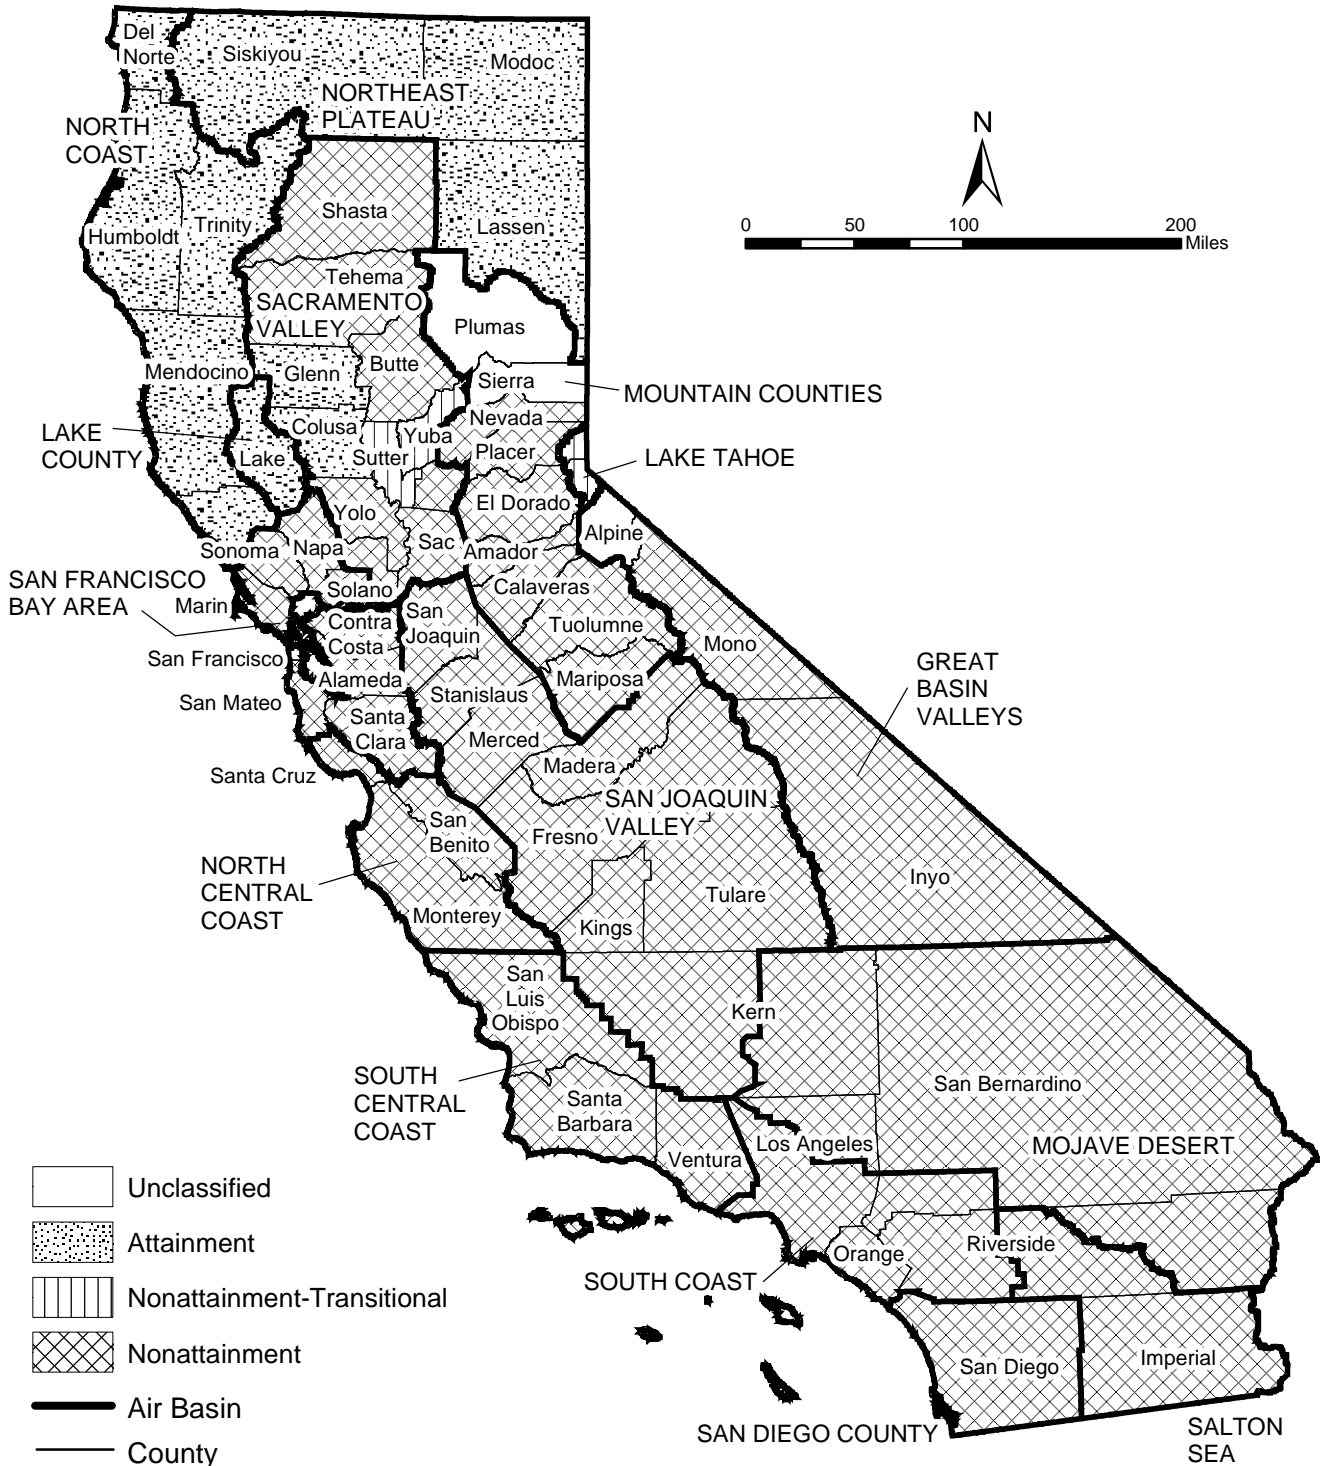 Del
Norte
Siskiyou
Modoc
NORTHEAST
PLATEAU
NORTH
COAST
N
0
50
100
200
Miles
Shasta
Trinity
Humboldt
Lassen
Tehema
SACRAMENTO
VALLEY
Plumas
Butte
Mendocino
Glenn
Sierra
MOUNTAIN COUNTIES
Nevada
Colusa
Yuba
LAKE
COUNTY
Lake
Sutter
Placer
LAKE TAHOE
El Dorado
Yolo
Alpine
Sonoma
Napa
Sac
Amador
SAN FRANCISCO
BAY AREA
Marin
Solano
Calaveras
Contra
Costa
San
Joaquin
Tuolumne
Mono
San Francisco
Alameda
Mariposa
GREAT
BASIN
VALLEYS
San Mateo
Stanislaus
Santa
Clara
Merced
Madera
Santa Cruz
SAN JOAQUIN
VALLEY
San
Benito
Fresno
NORTH
CENTRAL
COAST
Inyo
Tulare
Monterey
Kings
San
Luis
Obispo
Kern
SOUTH
CENTRAL
COAST
San Bernardino
Santa
Barbara
Los Angeles
MOJAVE DESERT
Ventura
Unclassified
Attainment
Nonattainment-Transitional
Nonattainment
Air Basin
County
Orange
Riverside
SOUTH COAST
San Diego
Imperial
SAN DIEGO COUNTY
SALTON
SEA